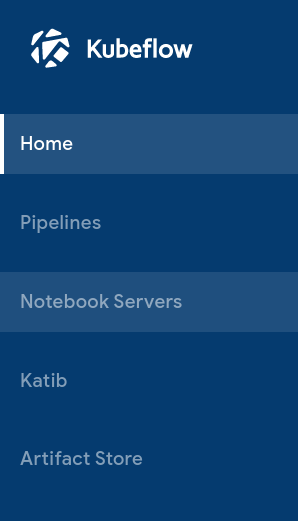 Kubeflow
Home
Pipelines
Notebook Servers
Katib
Artifact Store